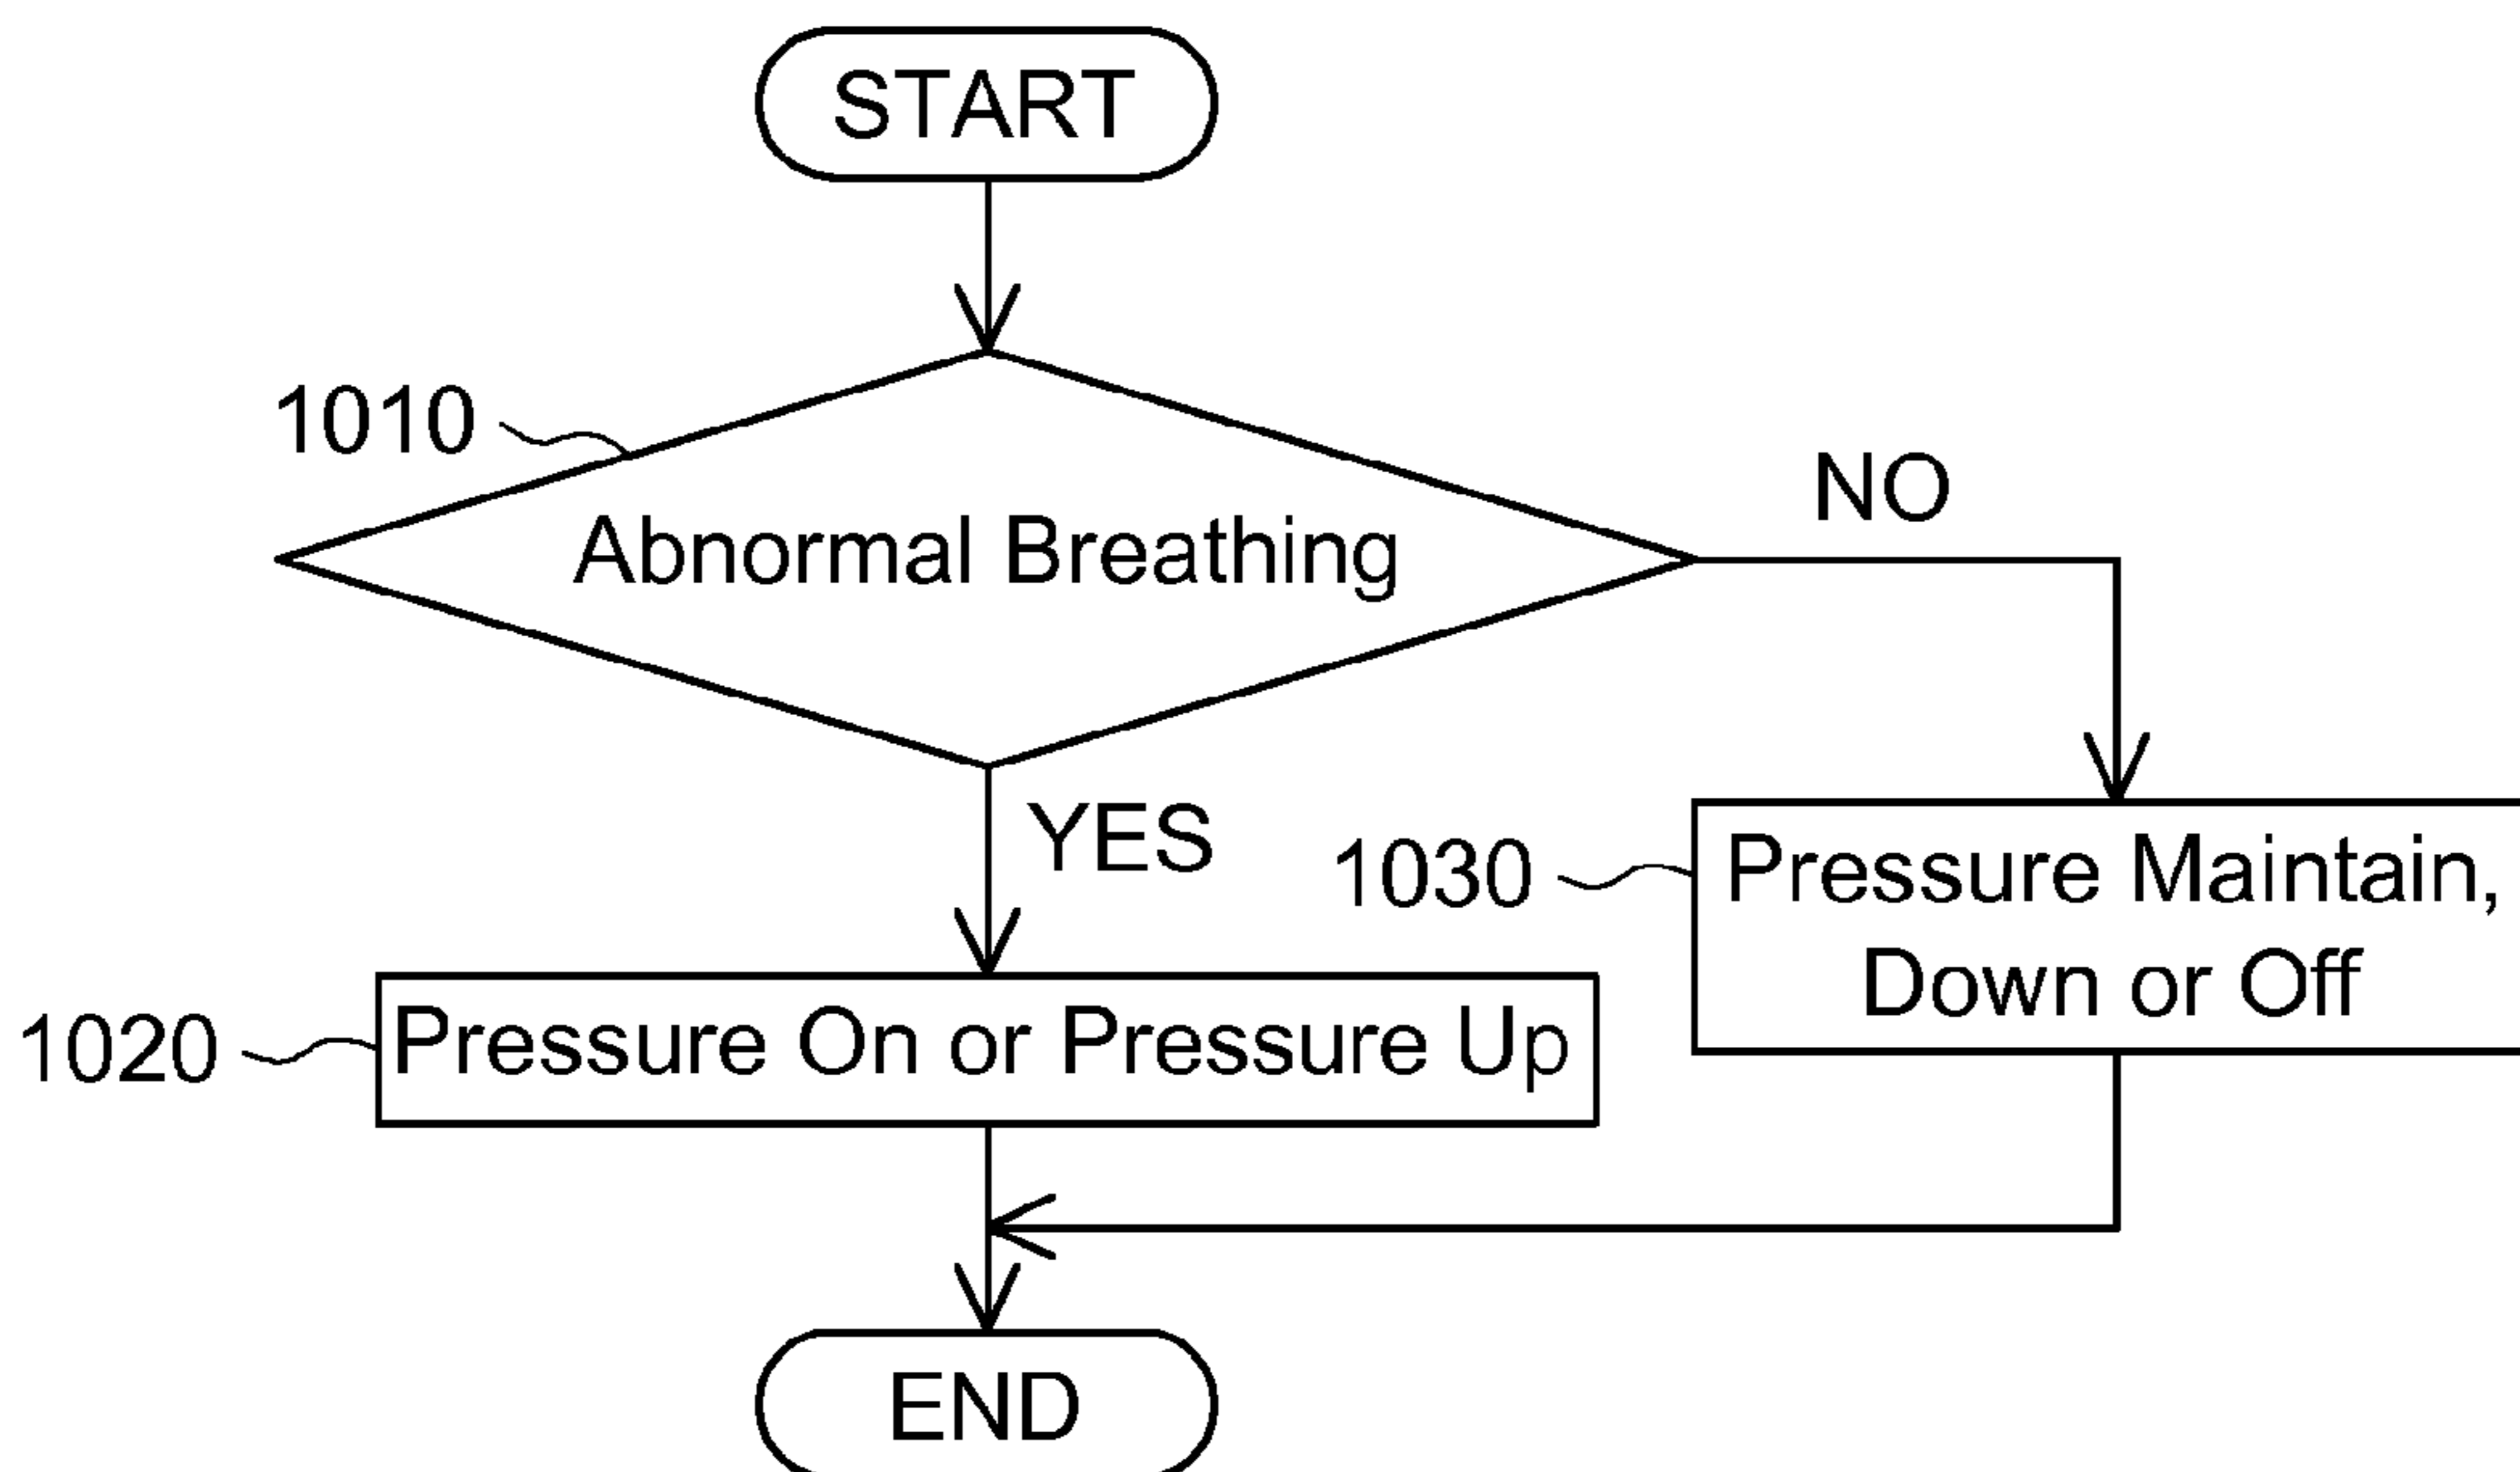 START
1010
Abnormal Breathing
NO
YES
1030
Pressure Maintain,
Down or Off
1020
Pressure On or Pressure Up
END